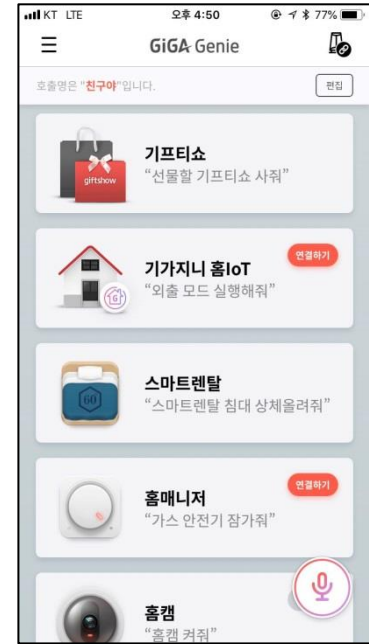 KT LTE 오후 4:50 77%
GiGA Genie
호출명은 "친구야"입니다. 편집
giftshow
기프티쇼
“선물할 기프티쇼 사줘”
연결하기
기가지니 홈IoT
“외출 모드 실행해줘”
G
60
스마트렌탈
“스마트렌탈 침대 상체올려줘”
연결하기
홈매니저
“가스 안전기 잠가줘”
홈캠
“홈캠 켜줘”